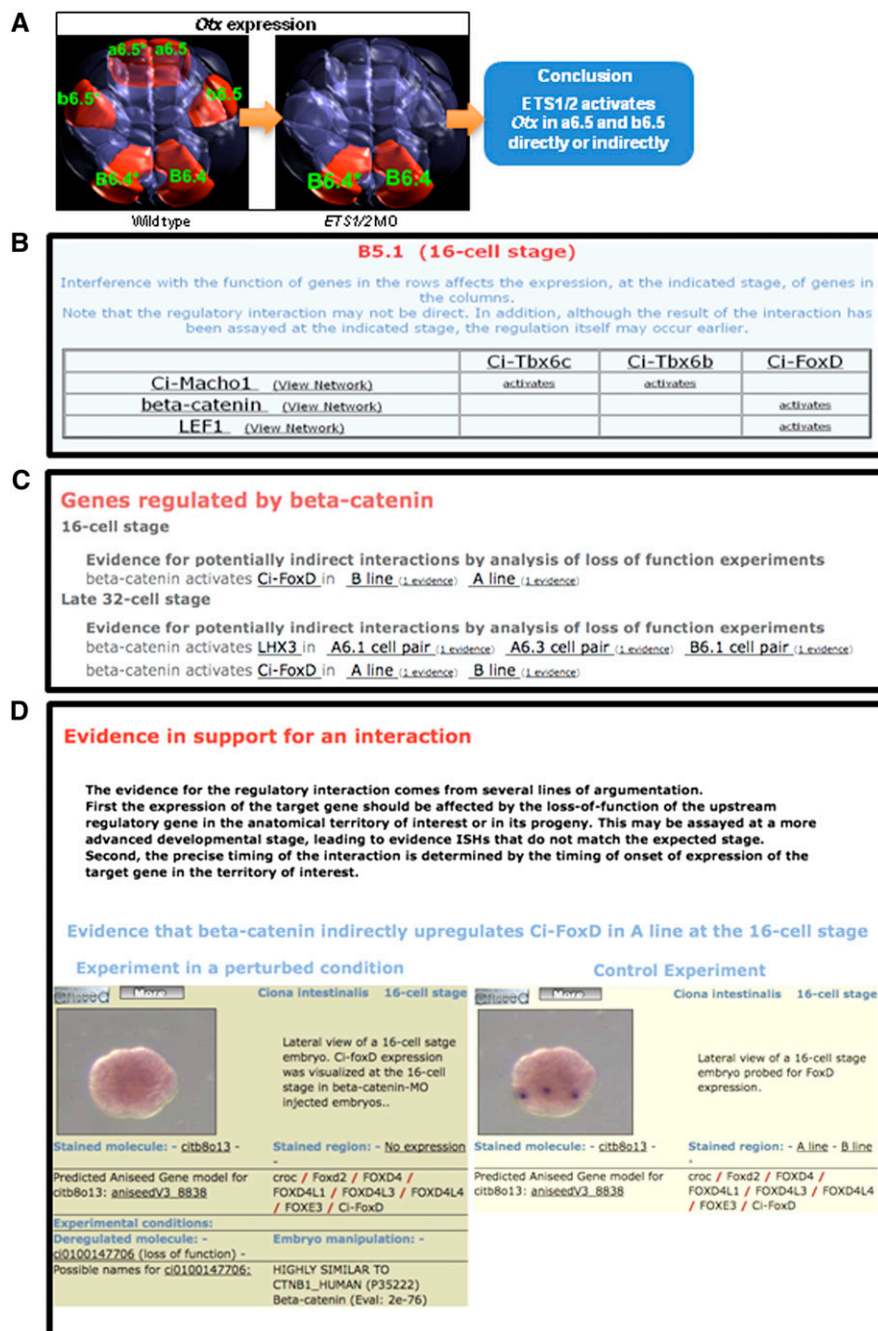 A
Otx expression
a6.5* a6.5
b6.5* b6.5
B6.4* B6.4
B6.4* B6.4
Wild type
ETS1/2 MO
Conclusion
ETS1/2 activates
Otx in a6.5 and b6.5
directly or indirectly
B
B5.1 (16-cell stage)
Interference with the function of genes in the rows affects the expression, at the indicated stage, of genes in
the columns.
Note that the regulatory interaction may not be direct. In addition, although the result of the interaction has
been assayed at the indicated stage, the regulation itself may occur earlier.
Ci-Tbx6c Ci-Tbx6b Ci-FoxD
Ci-Macho1 (View Network) activates activates
beta-catenin (View Network) activates
LEF1 (View Network) activates
C
Genes regulated by beta-catenin
16-cell stage
Evidence for potentially indirect interactions by analysis of loss of function experiments
beta-catenin activates Ci-FoxD in B line (1 evidence) A line (1 evidence)
Late 32-cell stage
Evidence for potentially indirect interactions by analysis of loss of function experiments
beta-catenin activates LHX3 in A6.1 cell pair (1 evidence) A6.3 cell pair (1 evidence) B6.1 cell pair (1 evidence)
beta-catenin activates Ci-FoxD in A line (1 evidence) B line (1 evidence)
D
Evidence in support for an interaction
The evidence for the regulatory interaction comes from several lines of argumentation.
First the expression of the target gene should be affected by the loss-of-function of the upstream
regulatory gene in the anatomical territory of interest or in its progeny. This may be assayed at a more
advanced developmental stage, leading to evidence ISHs that do not match the expected stage.
Second, the precise timing of the interaction is determined by the timing of onset of expression of the
target gene in the territory of interest.
Evidence that beta-catenin indirectly upregulates Ci-FoxD in A line at the 16-cell stage
Experiment in a perturbed condition
aniseed More Ciona intestinalis 16-cell stage
Lateral view of a 16-cell satge
embryo. Ci-foxD expression
was visualized at the 16-cell
stage in beta-catenin-MO
injected embryos..
Stained molecule: - citb8o13 - Stained region: - No expression
-
Predicted Aniseed Gene model for
citb8o13: aniseedV3_8838
croc / Foxd2 / FOXD4 /
FOXD4L1 / FOXD4L3 / FOXD4L4
/ FOXE3 / Ci-FoxD
Experimental conditions:
Deregulated molecule: - Embryo manipulation: -
ci0100147706 (loss of function) -
Possible names for ci0100147706:
HIGHLY SIMILAR TO
CTNB1_HUMAN (P35222)
Beta-catenin (Eval: 2e-76)
Control Experiment
aniseed More Ciona intestinalis 16-cell stage
Lateral view of a 16-cell stage
embryo probed for FoxD
expression.
Stained molecule: - citb8o13 - Stained region: - A line - B line
-
Predicted Aniseed Gene model for
citb8o13: aniseedV3_8838
croc / Foxd2 / FOXD4 /
FOXD4L1 / FOXD4L3 / FOXD4L4
/ FOXE3 / Ci-FoxD